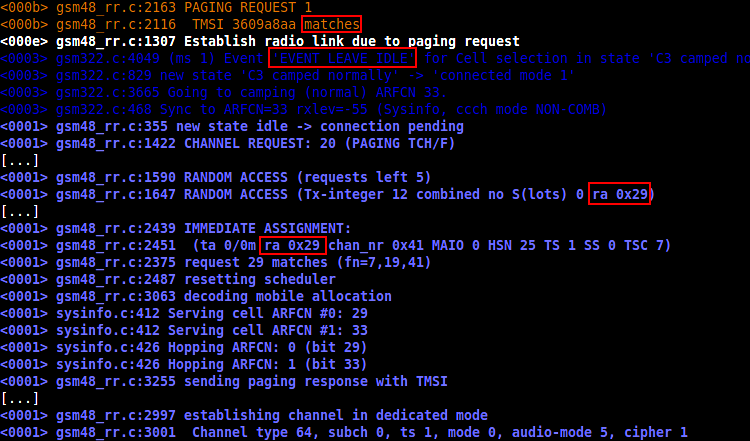 <000b> gsm48_rr.c:2163 PAGING REQUEST 1
<000b> gsm48_rr.c:2116  TMSI 3609a8aa matches
<000e> gsm48_rr.c:1307 Establish radio link due to paging request
<0003> gsm322.c:4049 (ms 1) Event 'EVENT_LEAVE_IDLE' for Cell selection in state 'C3 camped no
<0003> gsm322.c:829 new state 'C3 camped normally' -> 'connected mode 1'
<0003> gsm322.c:3665 Going to camping (normal) ARFCN 33.
<0003> gsm322.c:468 Sync to ARFCN=33 rxlev=-55 (Sysinfo, ccch mode NON-COMB)
<0001> gsm48_rr.c:355 new state idle -> connection pending
<0001> gsm48_rr.c:1422 CHANNEL REQUEST: 20 (PAGING TCH/F)
[...]
<0001> gsm48_rr.c:1590 RANDOM ACCESS (requests left 5)
<0001> gsm48_rr.c:1647 RANDOM ACCESS (Tx-integer 12 combined no S(lots) 0 ra 0x29)
[...]
<0001> gsm48_rr.c:2439 IMMEDIATE ASSIGNMENT:
<0001> gsm48_rr.c:2451  (ta 0/0m ra 0x29 chan_nr 0x41 MAIO 0 HSN 25 TS 1 SS 0 TSC 7)
<0001> gsm48_rr.c:2375 request 29 matches (fn=7,19,41)
<0001> gsm48_rr.c:2487 resetting scheduler
<0001> gsm48_rr.c:3063 decoding mobile allocation
<0001> sysinfo.c:412 Serving cell ARFCN #0: 29
<0001> sysinfo.c:412 Serving cell ARFCN #1: 33
<0001> sysinfo.c:426 Hopping ARFCN: 0 (bit 29)
<0001> sysinfo.c:426 Hopping ARFCN: 1 (bit 33)
<0001> gsm48_rr.c:3255 sending paging response with TMSI
[...]
<0001> gsm48_rr.c:2997 establishing channel in dedicated mode
<0001> gsm48_rr.c:3001  Channel type 64, subch 0, ts 1, mode 0, audio-mode 5, cipher 1